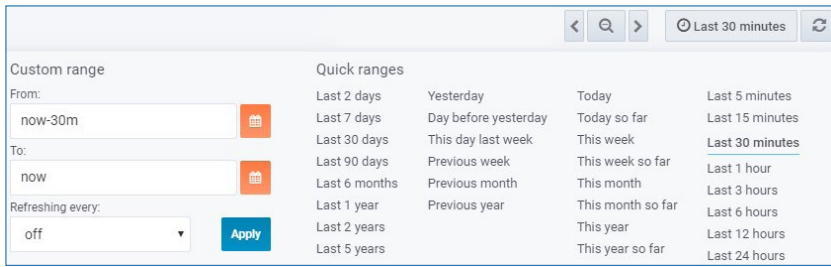 Last 30 minutes
Custom range
From:
now-30m
To:
now
Refreshing every:
off
Apply
Quick ranges
Last 2 days
Last 7 days
Last 30 days
Last 90 days
Last 6 months
Last 1 year
Last 2 years
Last 5 years
Yesterday
Day before yesterday
This day last week
Previous week
Previous month
Previous year
Today
Today so far
This week
This week so far
This month
This month so far
This year
This year so far
Last 5 minutes
Last 15 minutes
Last 30 minutes
Last 1 hour
Last 3 hours
Last 6 hours
Last 12 hours
Last 24 hours